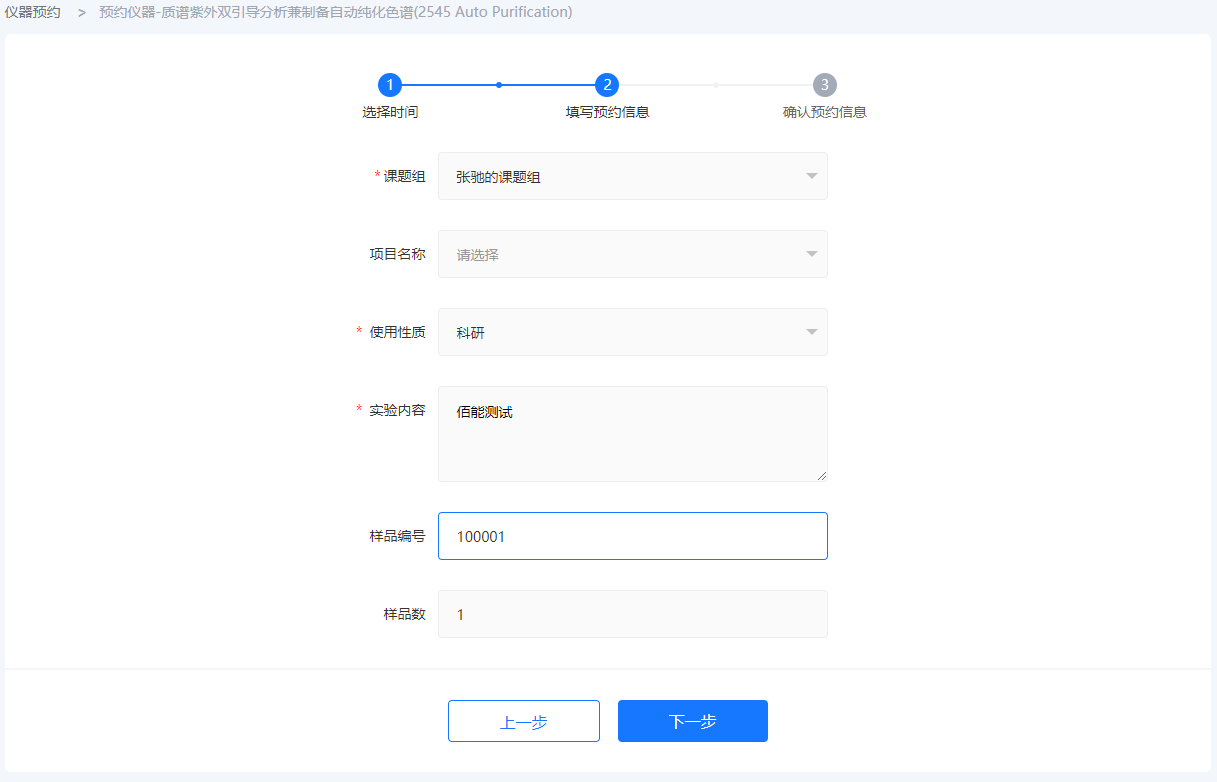 仪器预约 > 预约仪器-质谱紫外双引导分析兼制备自动纯化色谱(2545 Auto Purification)
1 2 3
选择时间 填写预约信息 确认预约信息
* 课题组 张驰的课题组
项目名称 请选择
* 使用性质 科研
* 实验内容 佰能测试
样品编号 100001
样品数 1
上一步 下一步